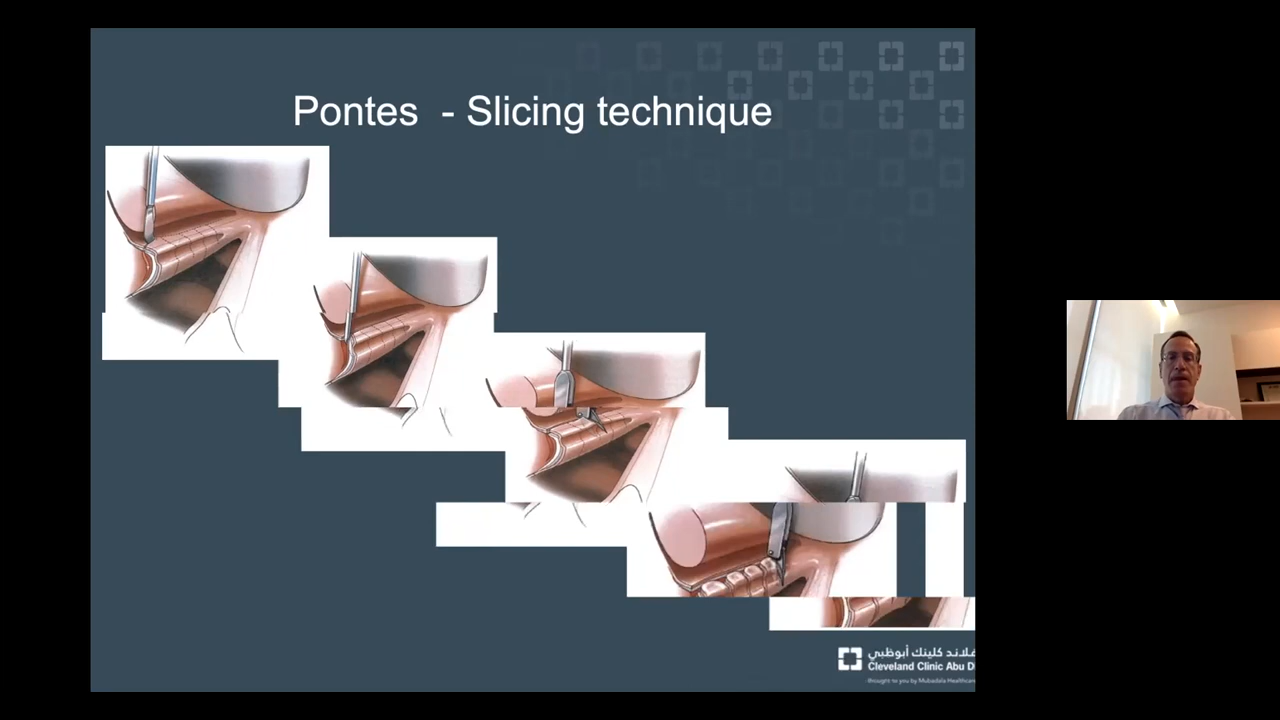 Pontes - Slicing technique
كليفلاند كلينك أبوظبي
Cleveland Clinic Abu D